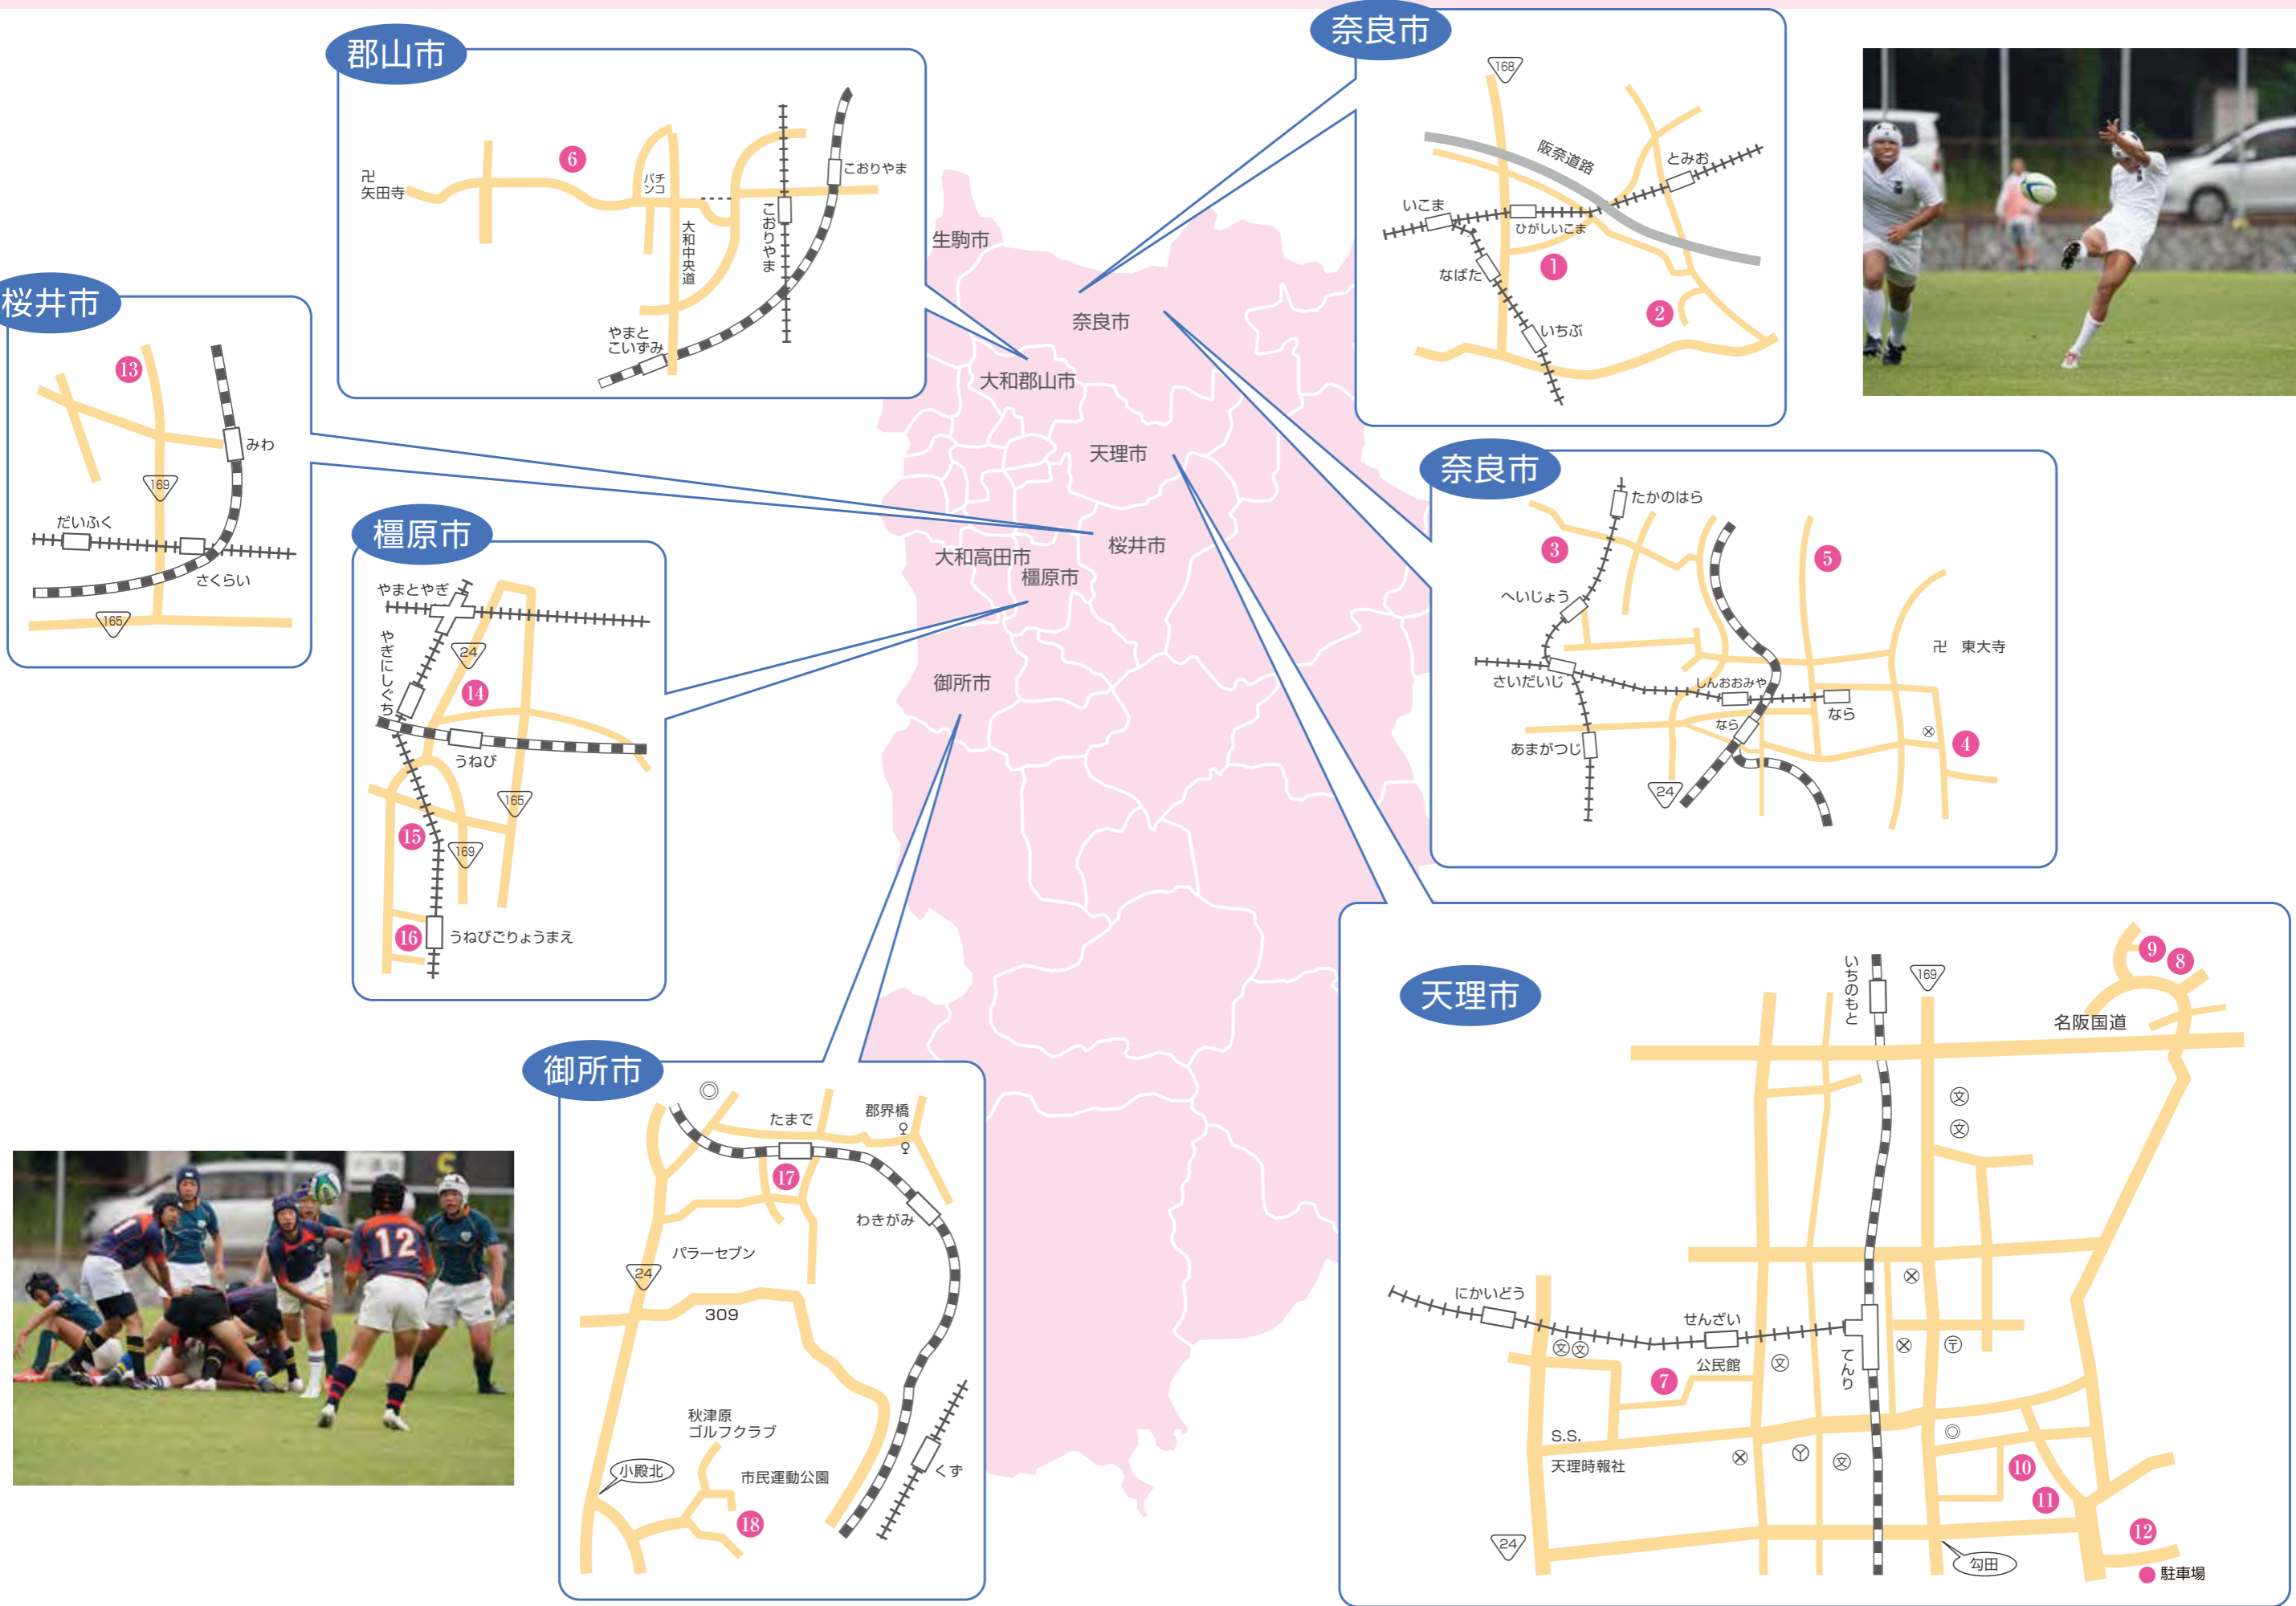 郡山市
卍
矢田寺
6
パチ
ンコ
大和中央道
こおりやま
こおりやま
やまと
こいずみ
奈良市
168
阪奈道路
とみお
いこま
ひがしいこま
なばた
1
2
いちぶ
桜井市
13
みわ
169
だいふく
さくらい
165
生駒市
奈良市
大和郡山市
天理市
桜井市
大和高田市
橿原市
御所市
奈良市
たかのはら
3
5
へいじょう
卍 東大寺
さいだいじ
しんおおみや
なら
なら
あまがつじ
4
24
橿原市
やまとやぎ
やぎにしぐち
24
14
うねび
165
15
169
16
うねびごりょうまえ
天理市
いちのもと
169
9
8
名阪国道
文
文
にかいどう
せんざい
文文
公民館
文
てんり
〒
7
S.S.
天理時報社
文
10
11
12
24
勾田
駐車場
御所市
たまで
郡界橋
17
わきがみ
パラーセブン
24
309
秋津原
ゴルフクラブ
小殿北
市民運動公園
くず
18
12